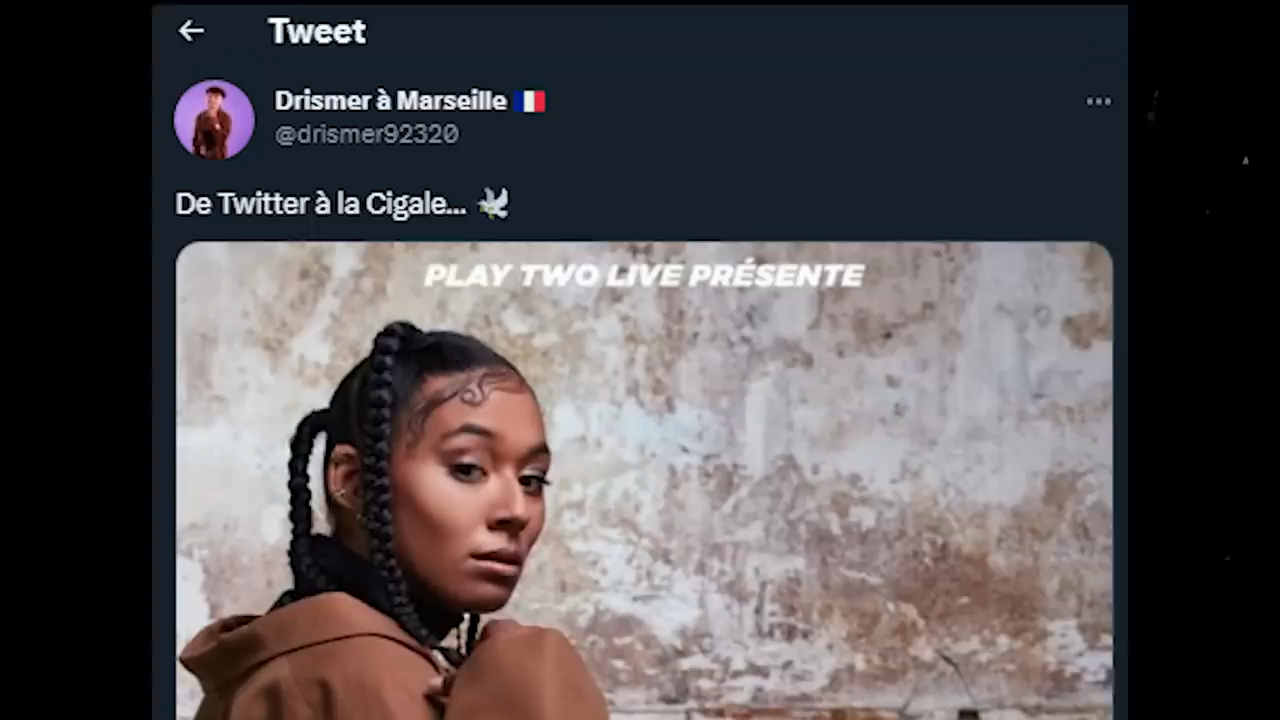 Tweet
Drismer à Marseille 🇫🇷
@drismer92320
De Twitter à la Cigale... 🕊️
PLAY TWO LIVE PRÉSENTE